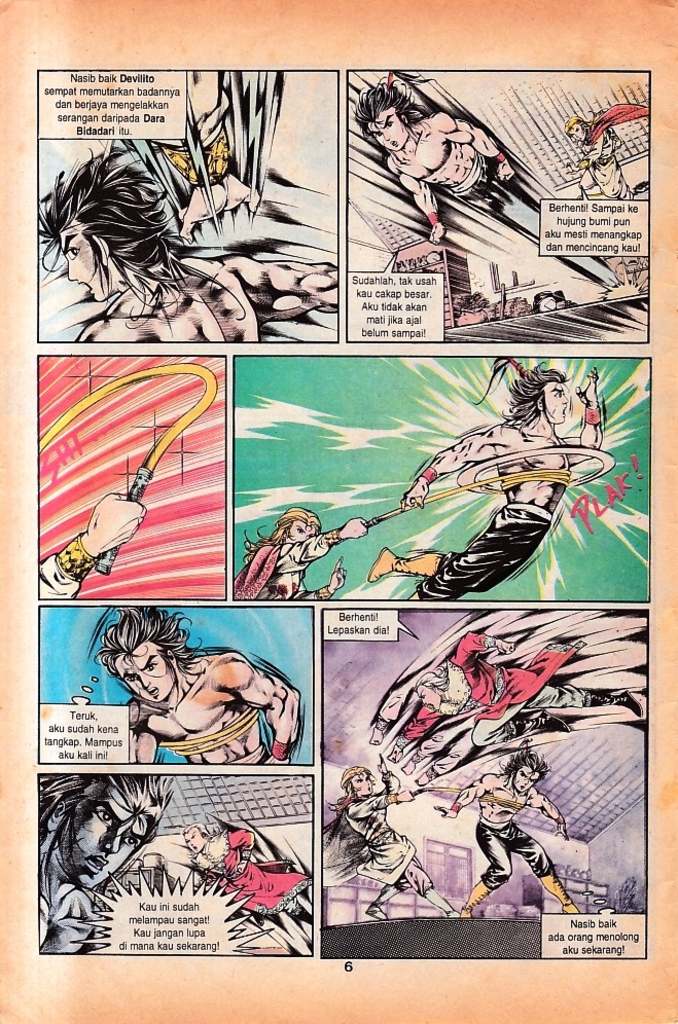 Nasib baik Devilito
sempat memutarkan badannya
dan berjaya mengelakkan
serangan daripada Dara
Bidadari itu.
Berhenti! Sampai ke
hujung bumi pun
aku mesti menangkap
dan mencincang kau!
Sudahlah, tak usah
kau cakap besar.
Aku tidak akan
mati jika ajal
belum sampai!
PLAK!
Teruk,
aku sudah kena
tangkap. Mampus
aku kali ini!
Berhenti!
Lepaskan dia!
Nasib baik
ada orang menolong
aku sekarang!
Kau ini sudah
melampau sangat!
Kau jangan lupa
di mana kau sekarang!
6